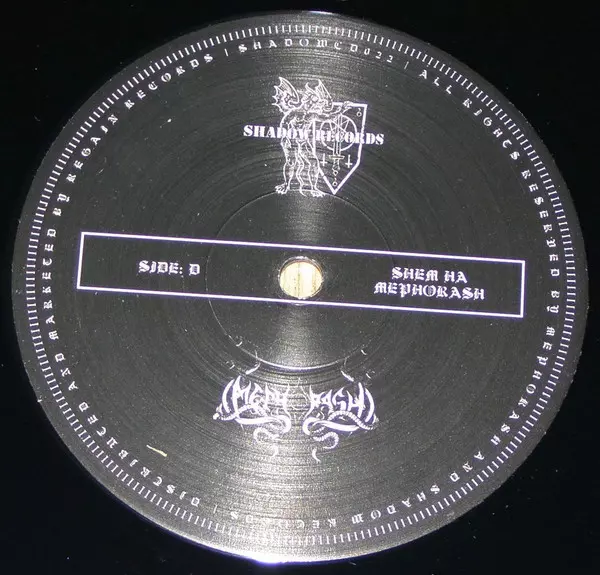 SHADOW RECORDS
SIDE: D
SHEM HA
MEPHORASH
MEPHORASH
DISTRIBUTED AND MARKETED BY REGAIN RECORDS | SHADOWCD022 | ALL RIGHTS RESERVED BY MEPHORASH AND SHADOW RECORDS |